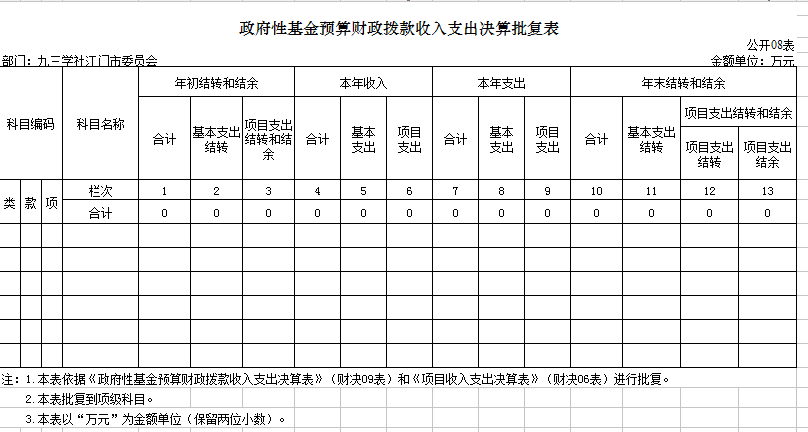 政府性基金预算财政拨款收入支出决算批复表
公开08表
部门：九三学社江门市委员会 金额单位：万元
科目编码 科目名称 年初结转和结余 本年收入 本年支出 年末结转和结余
合计 基本支出结转 项目支出结转和结余 合计 基本支出 项目支出 合计 基本支出 项目支出 合计 基本支出结转 项目支出结转和结余
项目支出结转 项目支出结余
类 款 项 栏次 1 2 3 4 5 6 7 8 9 10 11 12 13
合计 0 0 0 0 0 0 0 0 0 0 0 0 0
注：1.本表依据《政府性基金预算财政拨款收入支出决算表》（财决09表）和《项目收入支出决算表》（财决06表）进行批复。
2.本表批复到项级科目。
3.本表以“万元”为金额单位（保留两位小数）。